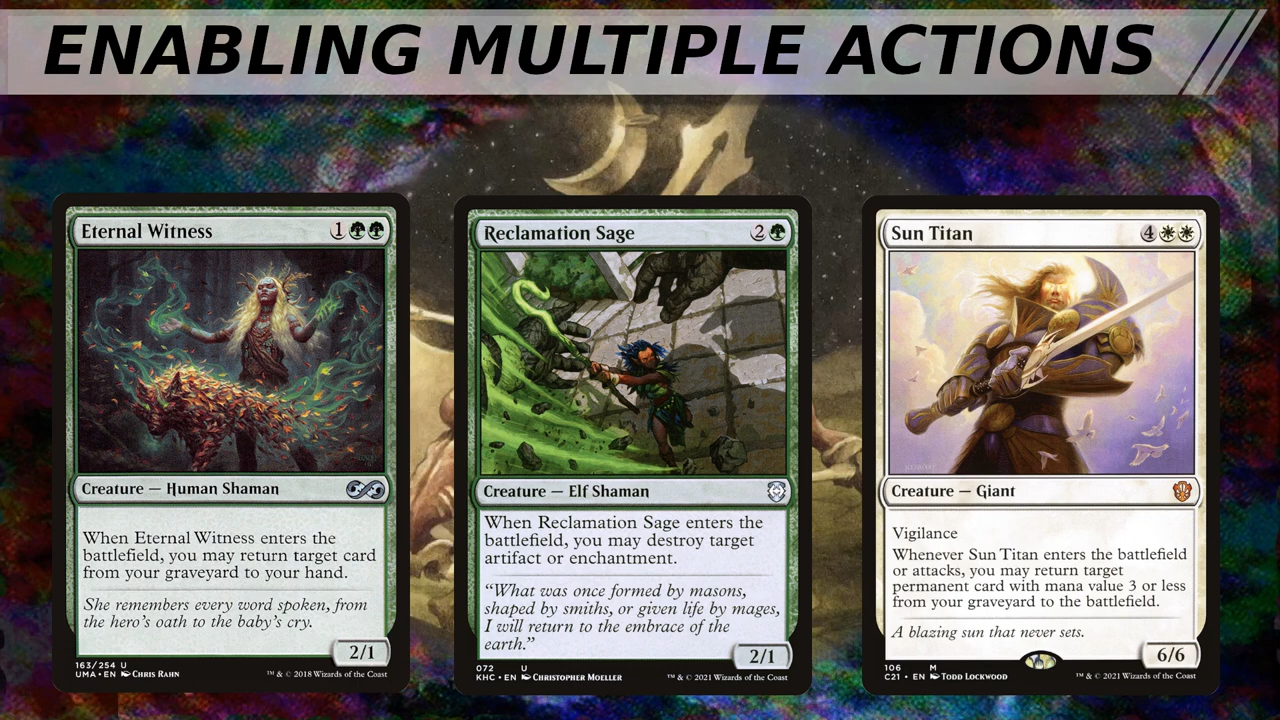 ENABLING MULTIPLE ACTIONS
Eternal Witness 1
Creature — Human Shaman
When Eternal Witness enters the
battlefield, you may return target card
from your graveyard to your hand.
She remembers every word spoken, from
the hero's oath to the baby's cry.
2/1
163/254 U
UMA • EN Chris Rahn
™ & © 2018 Wizards of the Coast
Reclamation Sage 2
Creature — Elf Shaman
When Reclamation Sage enters the
battlefield, you may destroy target
artifact or enchantment.
"What was once formed by masons,
shaped by smiths, or given life by mages,
I will return to the embrace of the
earth."
2/1
072 U
KHC • EN Christopher Moeller
™ & © 2021 Wizards of the Coast
Sun Titan 4
Creature — Giant
Vigilance
Whenever Sun Titan enters the battlefield
or attacks, you may return target
permanent card with mana value 3 or less
from your graveyard to the battlefield.
A blazing sun that never sets.
6/6
106 M
C21 • EN Todd Lockwood
™ & © 2021 Wizards of the Coast